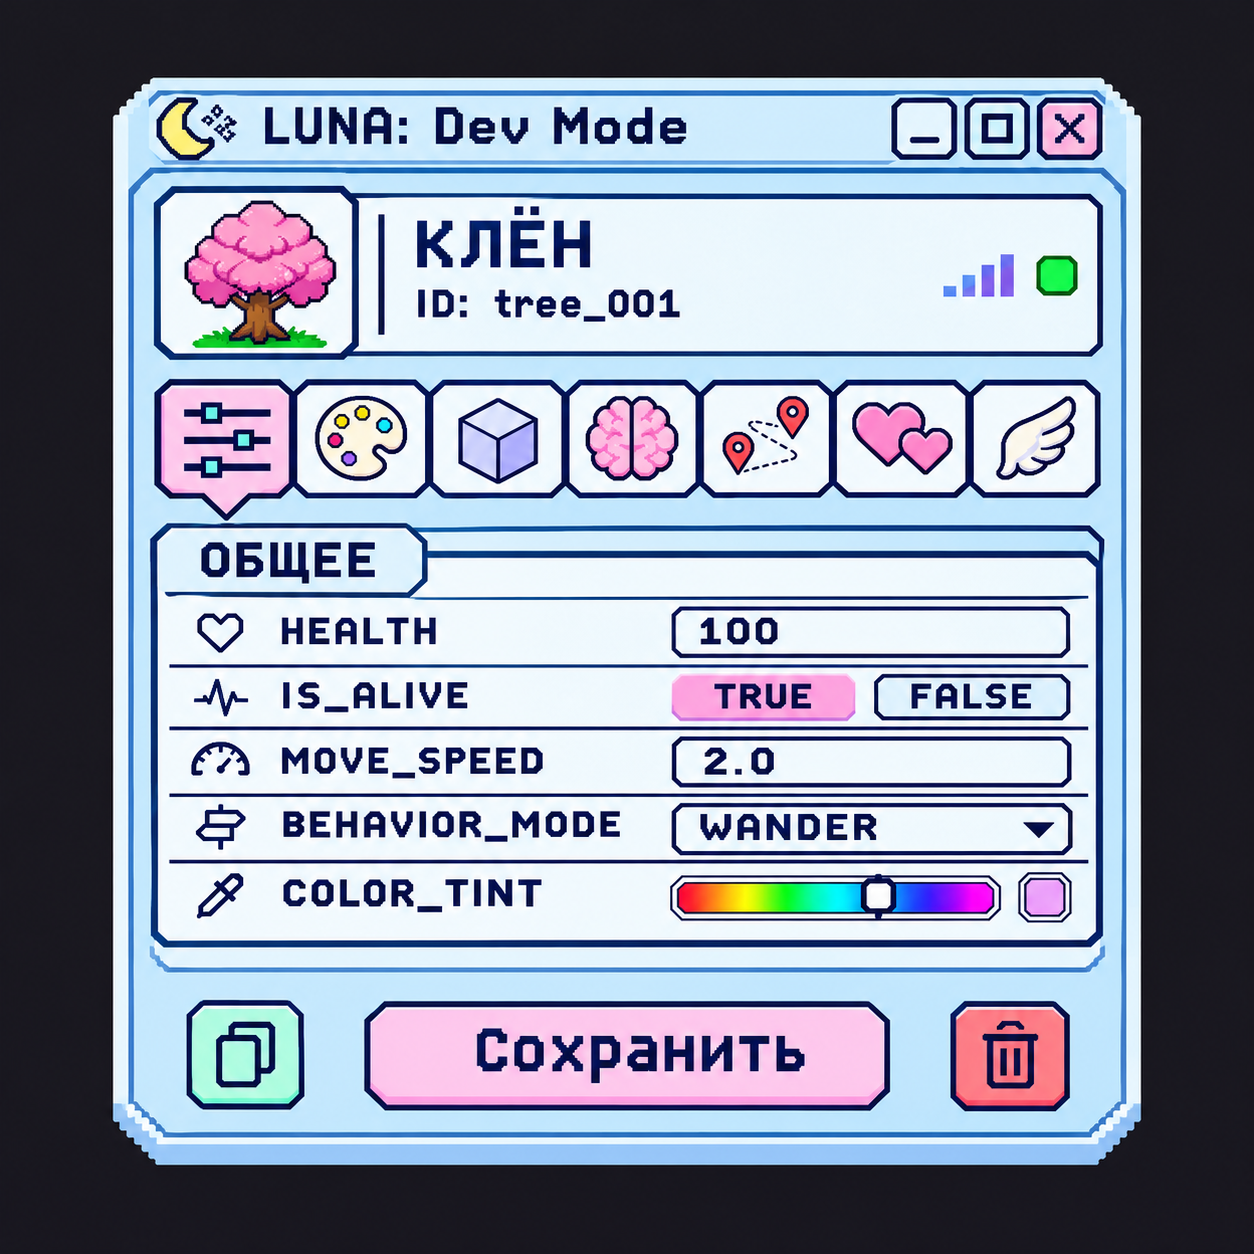 LUNA: Dev Mode
КЛЁН
ID: tree_001
ОБЩЕЕ
HEALTH 100
IS_ALIVE TRUE FALSE
MOVE_SPEED 2.0
BEHAVIOR_MODE WANDER
COLOR_TINT
Сохранить